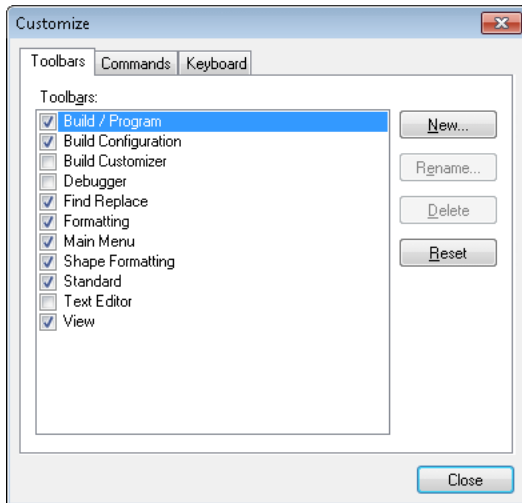 Customize
Toolbars Commands Keyboard
Toolbars:
Build / Program
Build Configuration
Build Customizer
Debugger
Find Replace
Formatting
Main Menu
Shape Formatting
Standard
Text Editor
View
New...
Rename...
Delete
Reset
Close